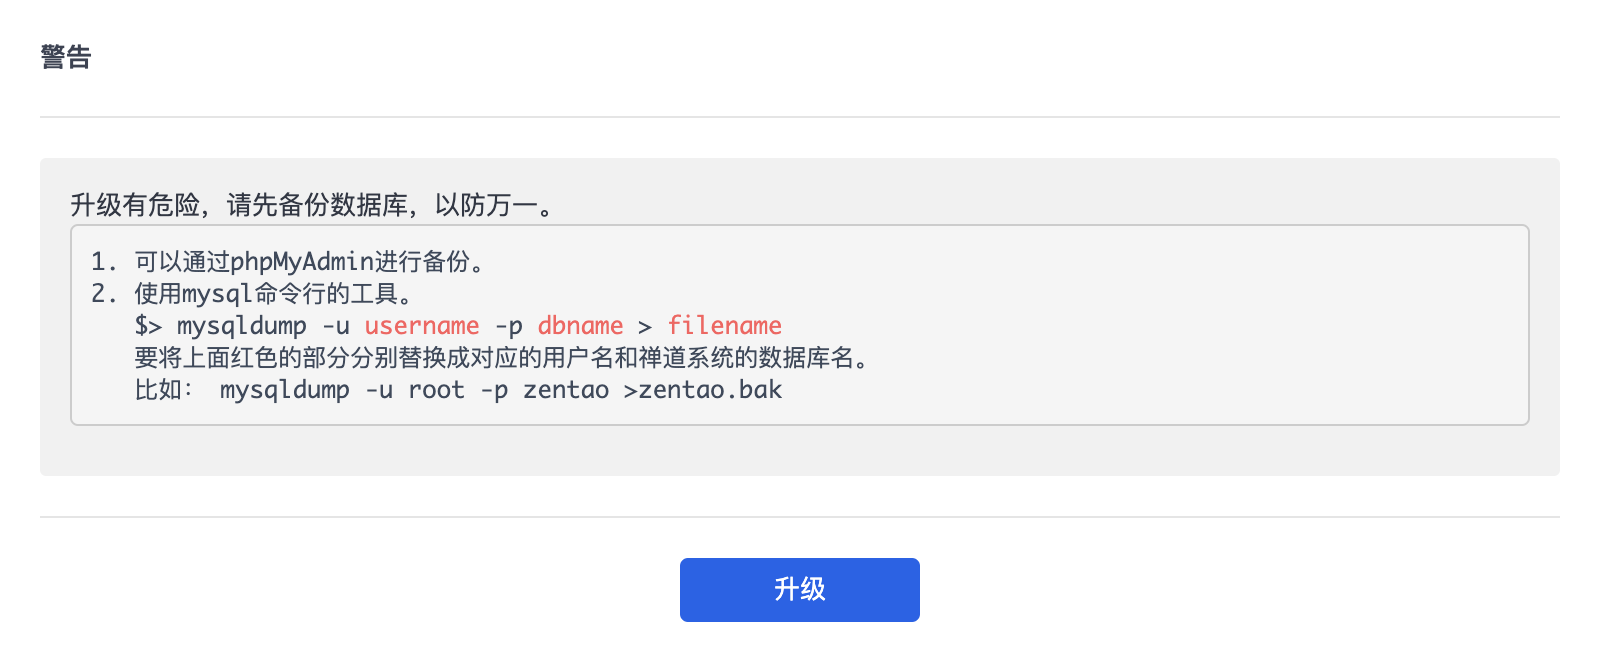 警告
升级有危险，请先备份数据库，以防万一。
1. 可以通过phpMyAdmin进行备份。
2. 使用mysql命令行的工具。
$> mysqldump -u username -p dbname > filename
要将上面红色的部分分别替换成对应的用户名和禅道系统的数据库名。
比如： mysqldump -u root -p zentao >zentao.bak
升级